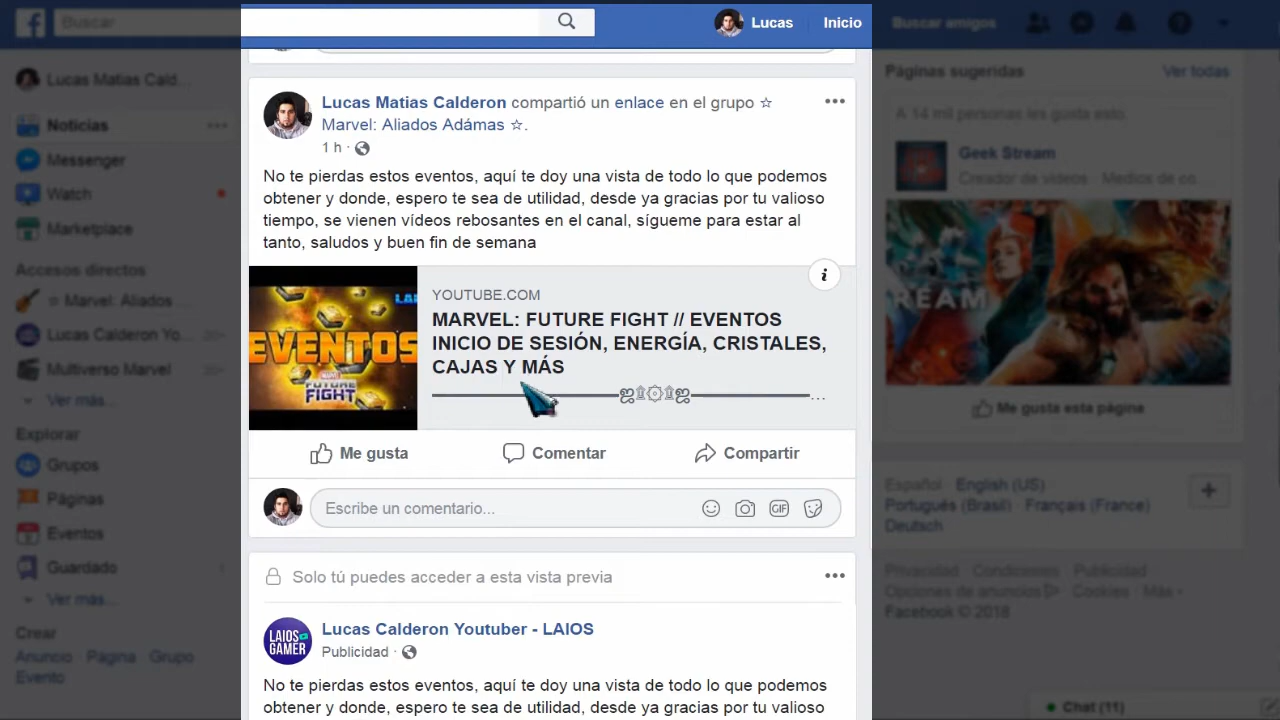 Buscar
Lucas
Inicio
Buscar amigos
Lucas Matias Cald...
Noticias
Messenger
Watch
Marketplace
Accesos directos
☆ Marvel: Aliados ...
Lucas Calderon Yo...
Multiverso Marvel
Ver más...
Explorar
Grupos
Páginas
Eventos
Guardado
Ver más...
Crear
Anuncio · Página · Grupo
Evento
Lucas Matias Calderon compartió un enlace en el grupo ☆
Marvel: Aliados Adámas ☆.
1 h ·
No te pierdas estos eventos, aquí te doy una vista de todo lo que podemos
obtener y donde, espero te sea de utilidad, desde ya gracias por tu valioso
tiempo, se vienen vídeos rebosantes en el canal, sígueme para estar al
tanto, saludos y buen fin de semana
EVENTOS
MARVEL
FUTURE
FIGHT
YOUTUBE.COM
MARVEL: FUTURE FIGHT // EVENTOS
INICIO DE SESIÓN, ENERGÍA, CRISTALES,
CAJAS Y MÁS
...
Me gusta
Comentar
Compartir
Escribe un comentario...
GIF
Solo tú puedes acceder a esta vista previa
LAIOS
GAMER
Lucas Calderon Youtuber - LAIOS
Publicidad ·
No te pierdas estos eventos, aquí te doy una vista de todo lo que podemos
obtener y donde, espero te sea de utilidad, desde ya gracias por tu valioso
Páginas sugeridas
Ver todas
A 14 mil personas les gusta esto.
Geek Stream
Creador de videos · Medios de co...
Me gusta esta página
Español · English (US) ·
Português (Brasil) · Français (France) ·
Deutsch
Privacidad · Condiciones · Publicidad ·
Opciones de anuncios · Cookies · Más
Facebook © 2018
Chat (11)